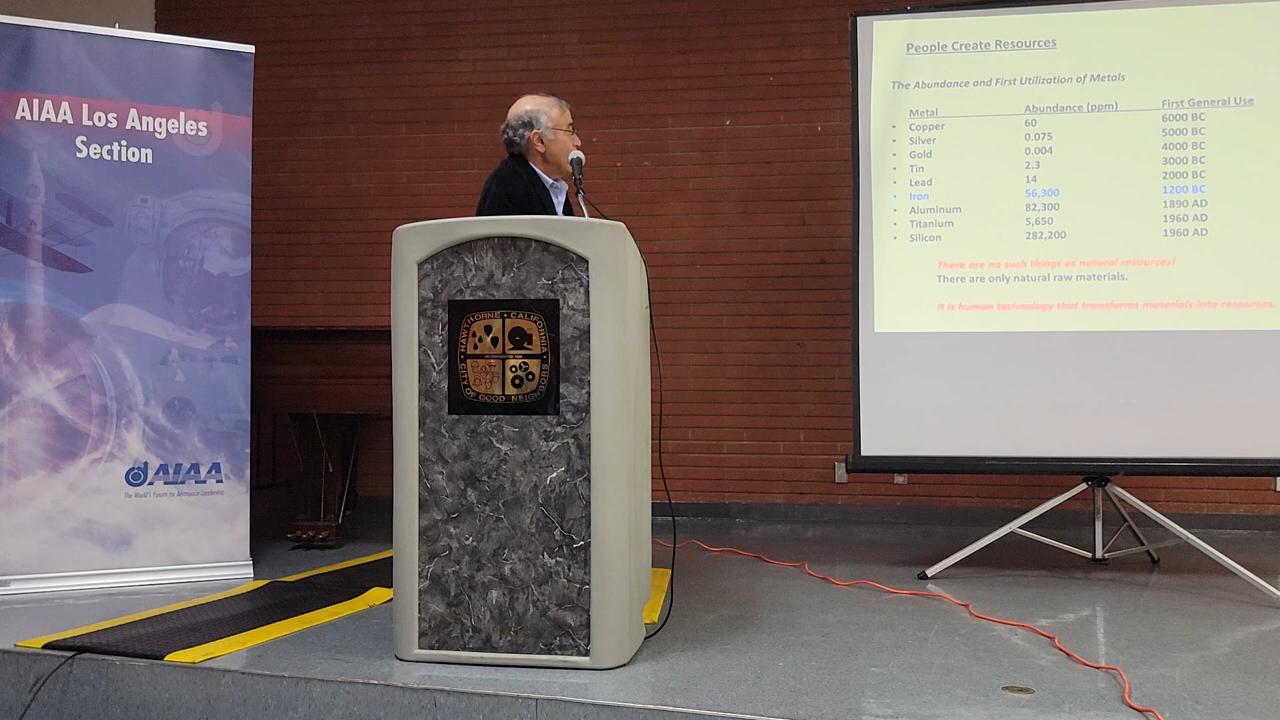 AIAA Los Angeles
Section
AIAA
The World's Forum for Aerospace Leadership
HAWTHORNE • CALIFORNIA
INCORPORATED 1922
CITY OF GOOD NEIGHBORS
People Create Resources
The Abundance and First Utilization of Metals
Metal Abundance (ppm) First General Use
• Copper 60 6000 BC
• Silver 0.075 5000 BC
• Gold 0.004 4000 BC
• Tin 2.3 3000 BC
• Lead 14 2000 BC
• Iron 56,300 1200 BC
• Aluminum 82,300 1890 AD
• Titanium 5,650 1960 AD
• Silicon 282,200 1960 AD
There are no such things as natural resources!
There are only natural raw materials.
It is human technology that transforms materials into resources.